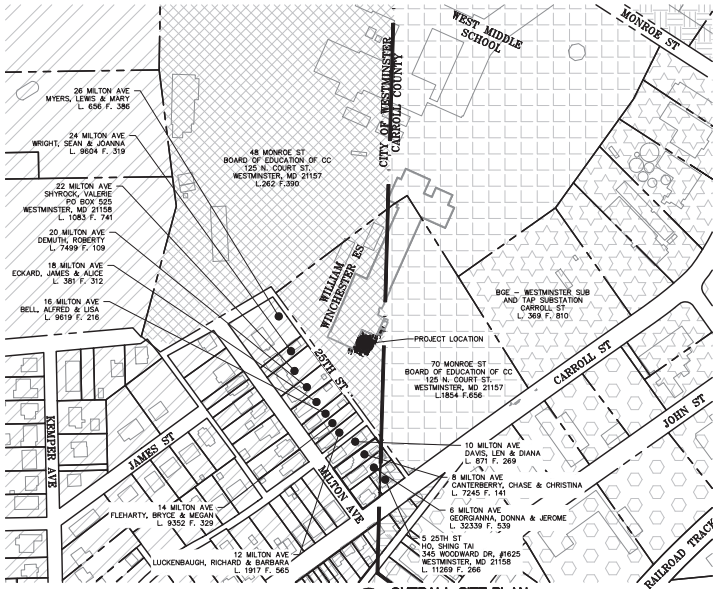 WEST MIDDLE
SCHOOL
MONROE ST
CITY OF WESTMINSTER
CARROLL COUNTY
26 MILTON AVE
MYERS, LEWIS & MARY
L. 656 F. 386
24 MILTON AVE
WRIGHT, SEAN & JOANNA
L. 9604 F. 319
48 MONROE ST
BOARD OF EDUCATION OF CC
125 N. COURT ST.
WESTMINSTER, MD 21157
L.262 F.390
22 MILTON AVE
SHYROCK, VALERIE
PO BOX 525
WESTMINSTER, MD 21158
L. 1083 F. 741
20 MILTON AVE
DEMUTH, ROBERTY
L. 7499 F. 109
18 MILTON AVE
ECKARD, JAMES & ALICE
L. 381 F. 312
16 MILTON AVE
BELL, ALFRED & LISA
L. 9619 F. 216
WILLIAM
WINCHESTER ES
BGE - WESTMINSTER SUB
AND TAP SUBSTATION
CARROLL ST
L. 369 F. 810
PROJECT LOCATION
70 MONROE ST
BOARD OF EDUCATION OF CC
125 N. COURT ST.
WESTMINSTER, MD 21157
L.1854 F.656
25TH ST.
CARROLL ST
JOHN ST
KEMPER AVE
JAMES ST
MILTON AVE
10 MILTON AVE
DAVIS, LEN & DIANA
L. 871 F. 269
8 MILTON AVE
CANTERBERRY, CHASE & CHRISTINA
L. 7245 F. 141
6 MILTON AVE
GEORGIANNA, DONNA & JEROME
L. 32339 F. 539
5 25TH ST
HO, SHING TAI
345 WOODWARD DR, #1625
WESTMINSTER, MD 21158
L. 11269 F. 266
14 MILTON AVE
FLEHARTY, BRYCE & MEGAN
L. 9352 F. 329
12 MILTON AVE
LUCKENBAUGH, RICHARD & BARBARA
L. 1917 F. 565
RAILROAD TRACK